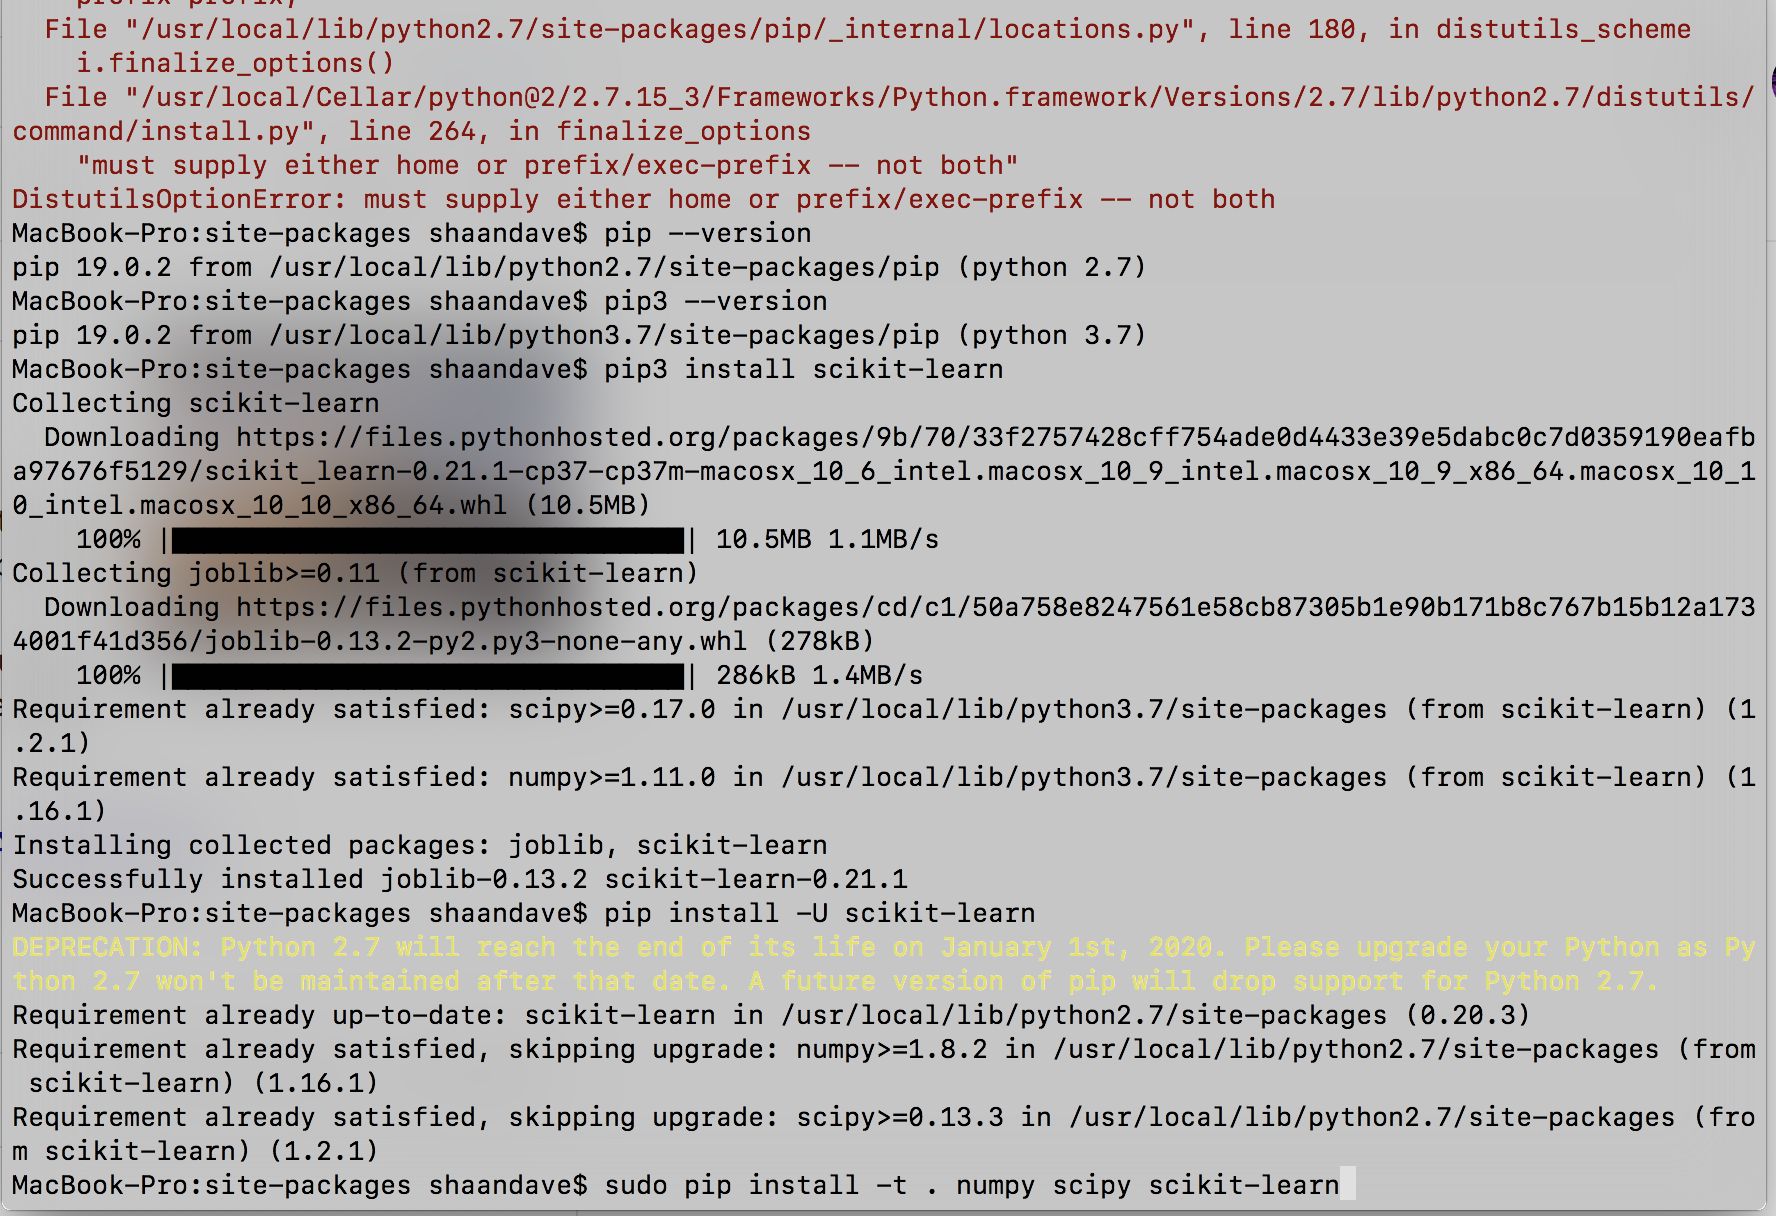 prefix=prefix,
  File "/usr/local/lib/python2.7/site-packages/pip/_internal/locations.py", line 180, in distutils_scheme
    i.finalize_options()
  File "/usr/local/Cellar/python@2/2.7.15_3/Frameworks/Python.framework/Versions/2.7/lib/python2.7/distutils/
command/install.py", line 264, in finalize_options
    "must supply either home or prefix/exec-prefix -- not both"
DistutilsOptionError: must supply either home or prefix/exec-prefix -- not both
MacBook-Pro:site-packages shaandave$ pip --version
pip 19.0.2 from /usr/local/lib/python2.7/site-packages/pip (python 2.7)
MacBook-Pro:site-packages shaandave$ pip3 --version
pip 19.0.2 from /usr/local/lib/python3.7/site-packages/pip (python 3.7)
MacBook-Pro:site-packages shaandave$ pip3 install scikit-learn
Collecting scikit-learn
  Downloading https://files.pythonhosted.org/packages/9b/70/33f2757428cff754ade0d4433e39e5dabc0c7d0359190eafb
a97676f5129/scikit_learn-0.21.1-cp37-cp37m-macosx_10_6_intel.macosx_10_9_intel.macosx_10_9_x86_64.macosx_10_1
0_intel.macosx_10_10_x86_64.whl (10.5MB)
    100% |████████████████████████████████| 10.5MB 1.1MB/s
Collecting joblib>=0.11 (from scikit-learn)
  Downloading https://files.pythonhosted.org/packages/cd/c1/50a758e8247561e58cb87305b1e90b171b8c767b15b12a173
4001f41d356/joblib-0.13.2-py2.py3-none-any.whl (278kB)
    100% |████████████████████████████████| 286kB 1.4MB/s
Requirement already satisfied: scipy>=0.17.0 in /usr/local/lib/python3.7/site-packages (from scikit-learn) (1
.2.1)
Requirement already satisfied: numpy>=1.11.0 in /usr/local/lib/python3.7/site-packages (from scikit-learn) (1
.16.1)
Installing collected packages: joblib, scikit-learn
Successfully installed joblib-0.13.2 scikit-learn-0.21.1
MacBook-Pro:site-packages shaandave$ pip install -U scikit-learn
DEPRECATION: Python 2.7 will reach the end of its life on January 1st, 2020. Please upgrade your Python as Py
thon 2.7 won't be maintained after that date. A future version of pip will drop support for Python 2.7.
Requirement already up-to-date: scikit-learn in /usr/local/lib/python2.7/site-packages (0.20.3)
Requirement already satisfied, skipping upgrade: numpy>=1.8.2 in /usr/local/lib/python2.7/site-packages (from
 scikit-learn) (1.16.1)
Requirement already satisfied, skipping upgrade: scipy>=0.13.3 in /usr/local/lib/python2.7/site-packages (fro
m scikit-learn) (1.2.1)
MacBook-Pro:site-packages shaandave$ sudo pip install -t . numpy scipy scikit-learn